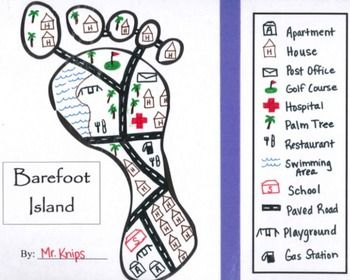 Barefoot
Island
By: Mr. Knips
A Apartment
H House
Post Office
Golf Course
Hospital
Palm Tree
Restaurant
Swimming
Area
S School
Paved Road
Playground
Gas Station